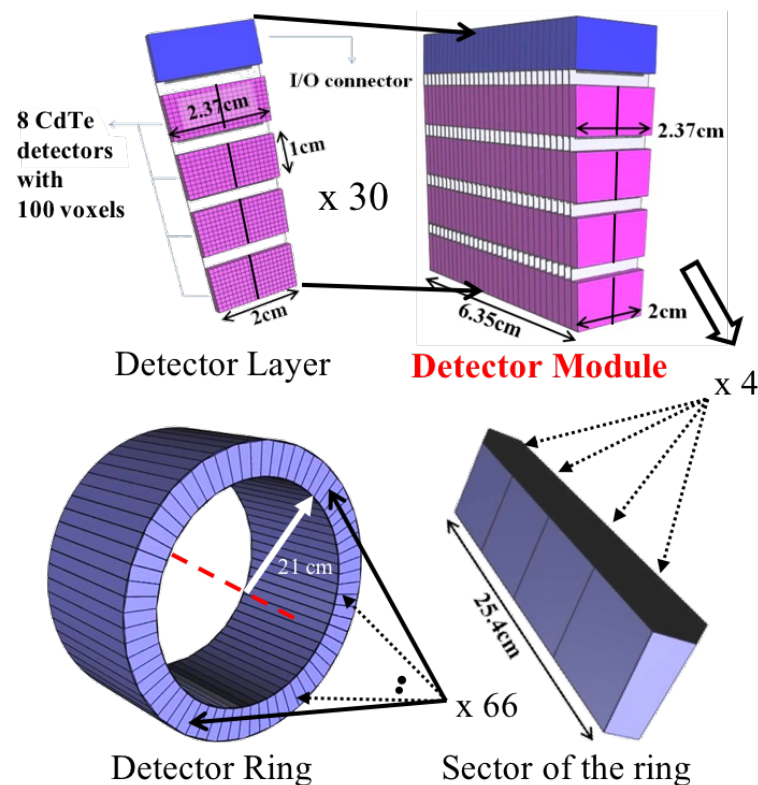 I/O connector
2.37cm
8 CdTe
detectors
with
100 voxels
1cm
x 30
2cm
Detector Layer
2.37cm
2cm
6.35cm
Detector Module
x 4
21 cm
x 66
Detector Ring
25.4cm
Sector of the ring